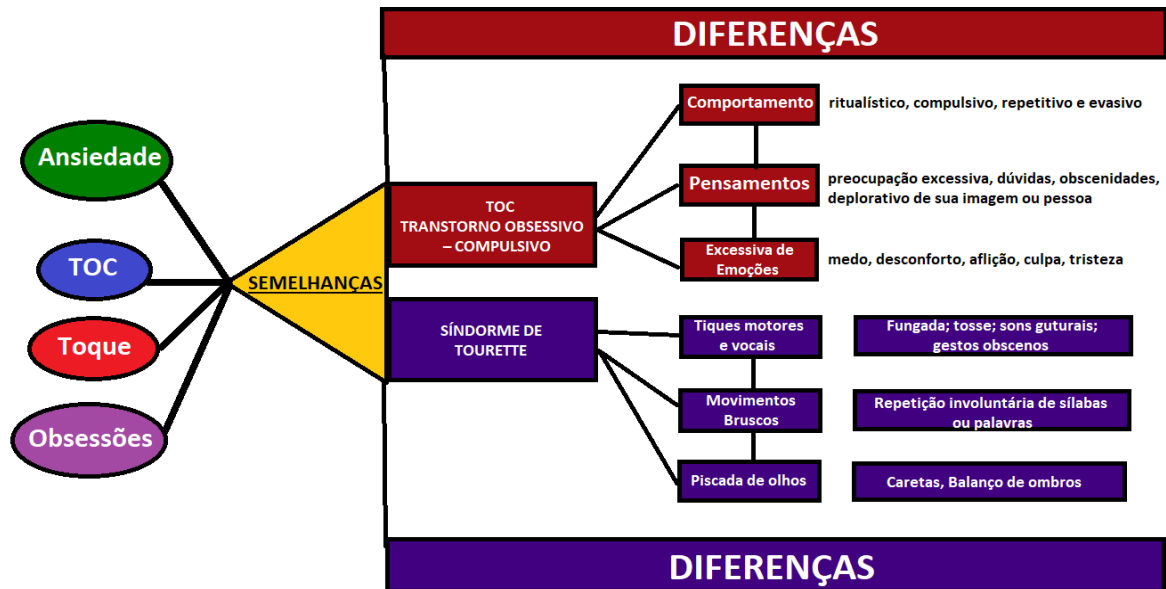 DIFERENÇAS
Ansiedade
TOC
Toque
Obsessões
SEMELHANÇAS
TOC
TRANSTORNO OBSESSIVO
– COMPULSIVO
Comportamento
ritualístico, compulsivo, repetitivo e evasivo
Pensamentos
preocupação excessiva, dúvidas, obscenidades,
deplorativo de sua imagem ou pessoa
Excessiva de
Emoções
medo, desconforto, aflição, culpa, tristeza
SÍNDORME DE
TOURETTE
Tiques motores
e vocais
Fungada; tosse; sons guturais;
gestos obscenos
Movimentos
Bruscos
Repetição involuntária de sílabas
ou palavras
Piscada de olhos
Caretas, Balanço de ombros
DIFERENÇAS